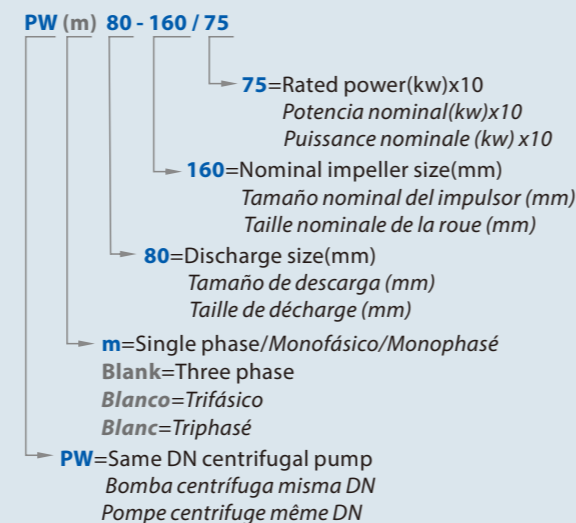 PW (m) 80 - 160 / 75
75=Rated power(kw)x10
Potencia nominal(kw)x10
Puissance nominale (kw) x10
160=Nominal impeller size(mm)
Tamaño nominal del impulsor (mm)
Taille nominale de la roue (mm)
80=Discharge size(mm)
Tamaño de descarga (mm)
Taille de décharge (mm)
m=Single phase/Monofásico/Monophasé
Blank=Three phase
Blanco=Trifásico
Blanc=Triphasé
PW=Same DN centrifugal pump
Bomba centrífuga misma DN
Pompe centrifuge même DN